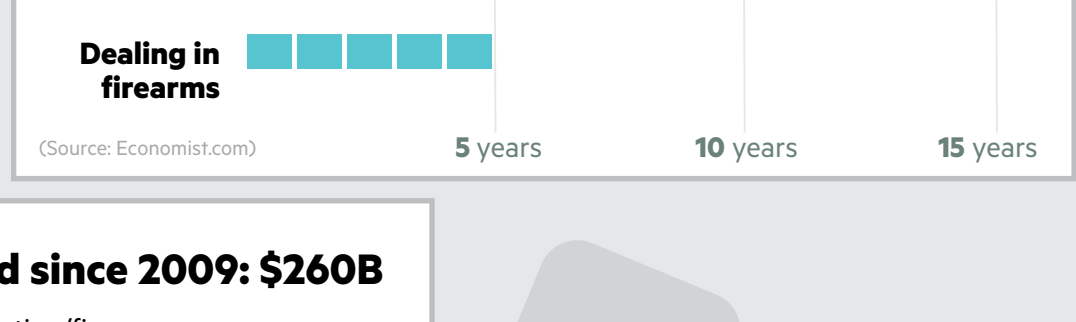 Dealing in
firearms
(Source: Economist.com)
5 years 10 years 15 years
since 2009: $260B